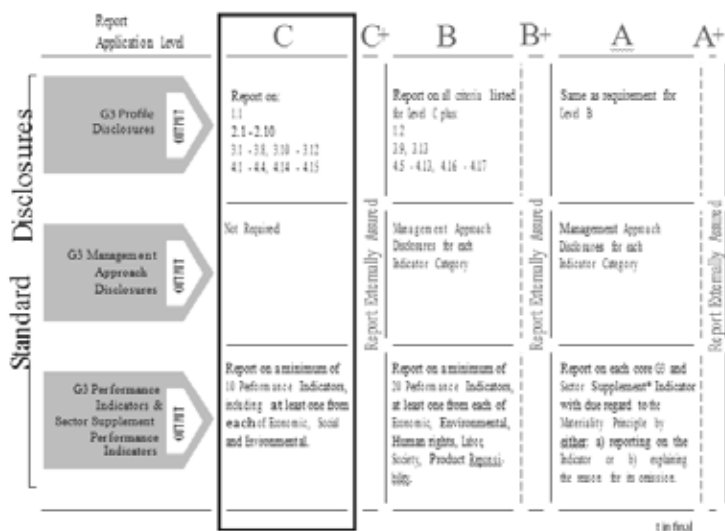 Report
Application Level
C
C+
B
B+
A
A+
Standard Disclosures
G3 Profile
Disclosures
OUTPUT
Report on:
1.1
2.1 - 2.10
3.1 - 3.8, 3.10 - 3.12
4.1 - 4.4, 4.14 - 4.15
Report on all criteria listed
for Level C plus:
1.2
3.9, 3.13
4.5 - 4.13, 4.16 - 4.17
Same as requirement for
Level B
G3 Management
Approach
Disclosures
OUTPUT
Not Required
Management Approach
Disclosures for each
Indicator Category
Management Approach
Disclosures for each
Indicator Category
G3 Performance
Indicators &
Sector Supplement
Performance
Indicators
OUTPUT
Report on a minimum of
10 Performance Indicators,
including at least one from
each of Economic, Social
and Environmental.
Report on a minimum of
20 Performance Indicators,
at least one from each of
Economic, Environmental,
Human rights, Labor,
Society, Product Reponsi-
bility.
Report on each core G3 and
Sector Supplement* Indicator
with due regard to the
Materiality Principle by
either: a) reporting on the
Indicator or b) explaining
the reason for its omission.
Report Externally Assured
Report Externally Assured
Report Externally Assured
t in final